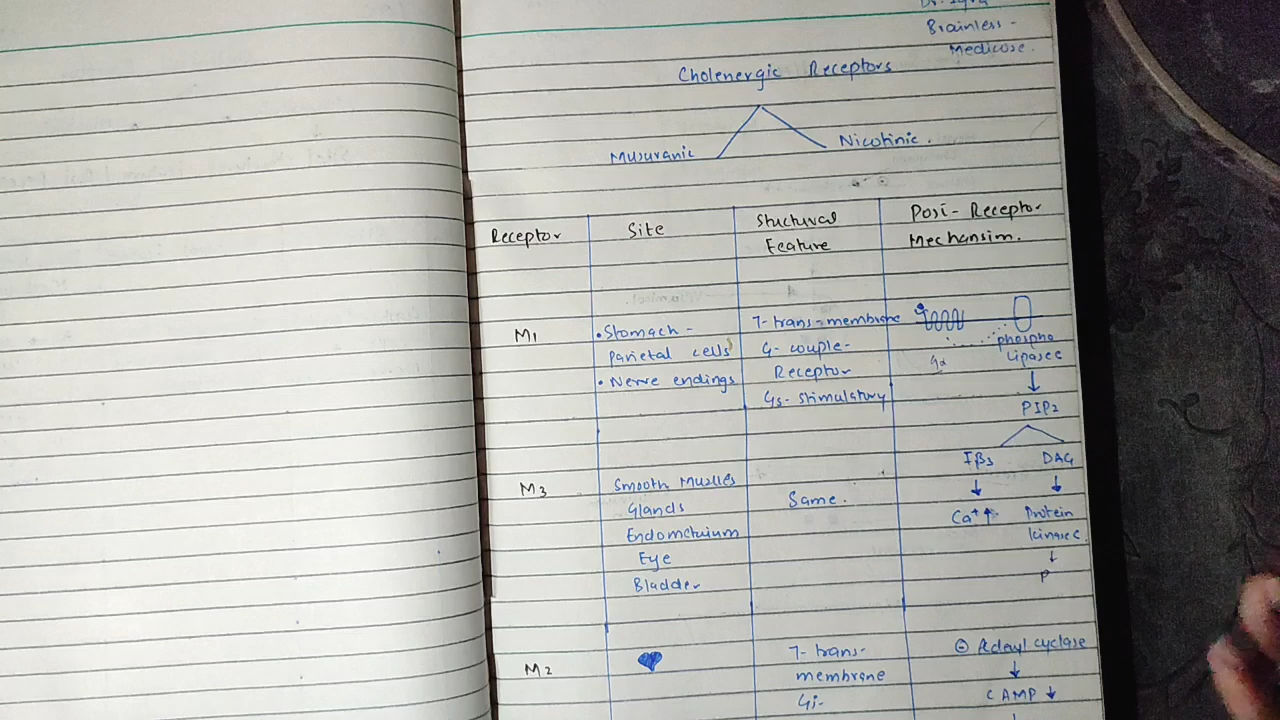 Brainless-
Medicose.
Cholenergic Receptors
Musuranic
Nicotinic.
Receptor
Site
Structural
Feature
Post-Receptor
Mechansim.
M1
• Stomach -
Parietal cells
• Nerve endings
7-trans-membrane
G-couple-
Receptor
Gs-stimulatory
phospho
lipase c
PIP2
IP3
DAG
Ca++ ↑
Protein
kinase c.
P
M3
Smooth Muscles
Glands
Endometrium
Eye
Bladder
Same.
M2
7-trans-
membrane
Gi-
⊖ Adenyl cyclase
CAMP ↓